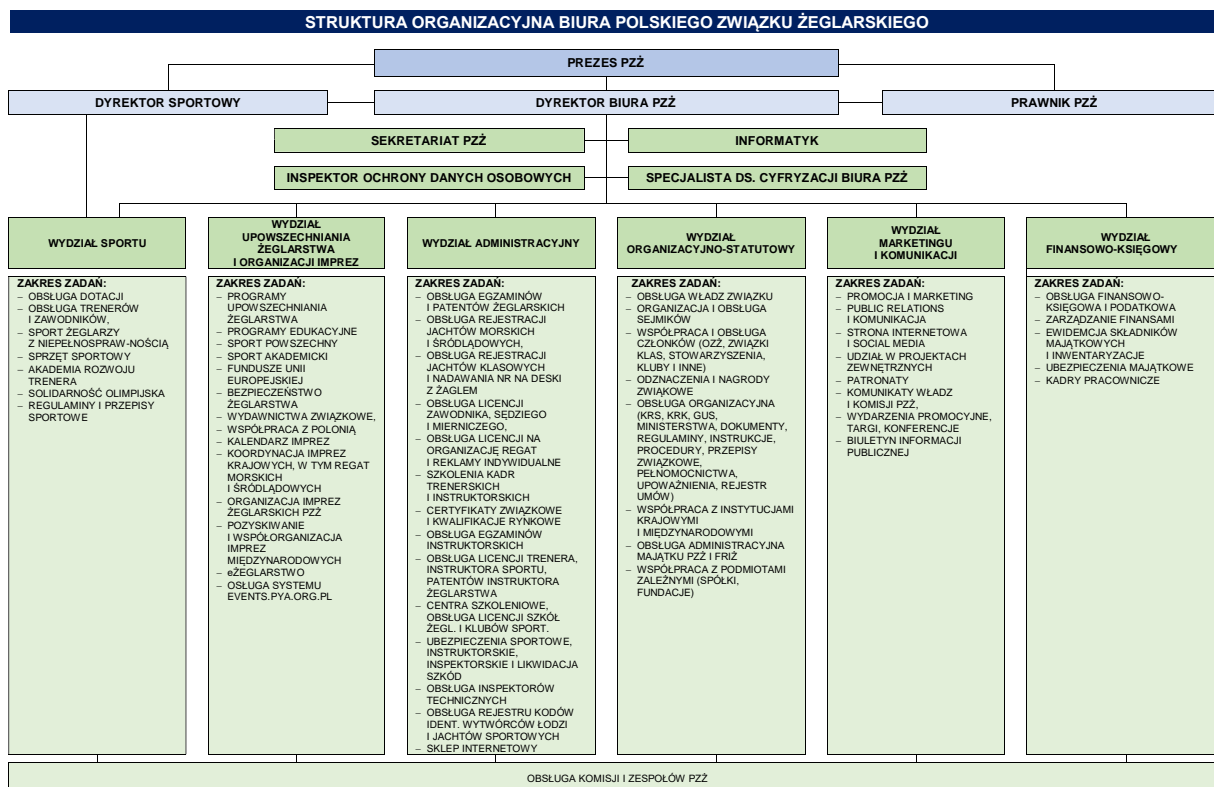 STRUKTURA ORGANIZACYJNA BIURA POLSKIEGO ZWIĄZKU ŻEGLARSKIEGO
PREZES PZŻ
DYREKTOR SPORTOWY
DYREKTOR BIURA PZŻ
PRAWNIK PZŻ
SEKRETARIAT PZŻ
INFORMATYK
INSPEKTOR OCHRONY DANYCH OSOBOWYCH
SPECJALISTA DS. CYFRYZACJI BIURA PZŻ
WYDZIAŁ SPORTU
ZAKRES ZADAŃ:
– OBSŁUGA DOTACJI
– OBSŁUGA TRENERÓW
I ZAWODNIKÓW,
– SPORT ŻEGLARZY
Z NIEPEŁNOSPRAW-NOŚCIĄ
– SPRZĘT SPORTOWY
– AKADEMIA ROZWOJU
TRENERA
– SOLIDARNOŚĆ OLIMPIJSKA
– REGULAMINY I PRZEPISY
SPORTOWE
WYDZIAŁ
UPOWSZECHNIANIA
ŻEGLARSTWA
I ORGANIZACJI IMPREZ
ZAKRES ZADAŃ:
– PROGRAMY
UPOWSZECHNIANIA
ŻEGLARSTWA
– PROGRAMY EDUKACYJNE
– SPORT POWSZECHNY
– SPORT AKADEMICKI
– FUNDUSZE UNII
EUROPEJSKIEJ
– BEZPIECZEŃSTWO
ŻEGLARSTWA
– WYDAWNICTWA ZWIĄZKOWE,
– WSPÓŁPRACA Z POLONIĄ
– KALENDARZ IMPREZ
– KOORDYNACJA IMPREZ
KRAJOWYCH, W TYM REGAT
MORSKICH
I ŚRÓDLĄDOWYCH
– ORGANIZACJA IMPREZ
ŻEGLARSKICH PZŻ
– POZYSKIWANIE
I WSPÓŁORGANIZACJA
IMPREZ
MIĘDZYNARODOWYCH
– eŻEGLARSTWO
– OSŁUGA SYSTEMU
EVENTS.PYA.ORG.PL
WYDZIAŁ ADMINISTRACYJNY
ZAKRES ZADAŃ:
– OBSŁUGA EGZAMINÓW
I PATENTÓW ŻEGLARSKICH
– OBSŁUGA REJESTRACJI
JACHTÓW MORSKICH
I ŚRÓDLĄDOWYCH,
– OBSŁUGA REJESTRACJI
JACHTÓW KLASOWYCH
I NADAWANIA NR NA DESKI
Z ŻAGLEM
– OBSŁUGA LICENCJI
ZAWODNIKA, SĘDZIEGO
I MIERNICZEGO,
– OBSŁUGA LICENCJI NA
ORGANIZACJĘ REGAT
I REKLAMY INDYWIDUALNE
– SZKOLENIA KADR
TRENERSKICH
I INSTRUKTORSKICH
– CERTYFIKATY ZWIĄZKOWE
I KWALIFIKACJE RYNKOWE
– OBSŁUGA EGZAMINÓW
INSTRUKTORSKICH
– OBSŁUGA LICENCJI TRENERA,
INSTRUKTORA SPORTU,
PATENTÓW INSTRUKTORA
ŻEGLARSTWA
– CENTRA SZKOLENIOWE,
OBSŁUGA LICENCJI SZKÓŁ
ŻEGL. I KLUBÓW SPORT.
– UBEZPIECZENIA SPORTOWE,
INSTRUKTORSKIE,
INSPEKTORSKIE I LIKWIDACJA
SZKÓD
– OBSŁUGA INSPEKTORÓW
TECHNICZNYCH
– OBSŁUGA REJESTRU KODÓW
IDENT. WYTWÓRCÓW ŁODZI
I JACHTÓW SPORTOWYCH
– SKLEP INTERNETOWY
WYDZIAŁ
ORGANIZACYJNO-STATUTOWY
ZAKRES ZADAŃ:
– OBSŁUGA WŁADZ ZWIĄZKU
– ORGANIZACJA I OBSŁUGA
SEJMIKÓW
– WSPÓŁPRACA I OBSŁUGA
CZŁONKÓW (OZŻ, ZWIĄZKI
KLAS, STOWARZYSZENIA,
KLUBY I INNE)
– ODZNACZENIA I NAGRODY
ZWIĄKOWE
– OBSŁUGA ORGANIZACYJNA
(KRS, KRK, GUS,
MINISTERSTWA, DOKUMENTY,
REGULAMINY, INSTRUKCJE,
PROCEDURY, PRZEPISY
ZWIĄZKOWE,
PEŁNOMOCNICTWA,
UPOWAŻNIENIA, REJESTR
UMÓW)
– WSPÓŁPRACA Z INSTYTUCJAMI
KRAJOWYMI
I MIĘDZYNARODOWYMI
– OBSŁUGA ADMINISTRACYJNA
MAJĄTKU PZŻ I FRIŻ
– WSPÓŁPRACA Z PODMIOTAMI
ZALEŻNYMI (SPÓŁKI,
FUNDACJE)
WYDZIAŁ
MARKETINGU
I KOMUNIKACJI
ZAKRES ZADAŃ:
– PROMOCJA I MARKETING
– PUBLIC RELATIONS
I KOMUNIKACJA
– STRONA INTERNETOWA
I SOCIAL MEDIA
– UDZIAŁ W PROJEKTACH
ZEWNĘTRZNYCH
– PATRONATY
– KOMUNIKATY WŁADZ
I KOMISJI PZŻ,
– WYDARZENIA PROMOCYJNE,
TARGI, KONFERENCJE
– BIULETYN INFORMACJI
PUBLICZNEJ
WYDZIAŁ
FINANSOWO-KSIĘGOWY
ZAKRES ZADAŃ:
– OBSŁUGA FINANSOWO-
KSIĘGOWA I PODATKOWA
– ZARZĄDZANIE FINANSAMI
– EWIDEMCJA SKŁADNIKÓW
MAJĄTKOWYCH
I INWENTARYZACJE
– UBEZPIECZENIA MAJĄTKOWE
– KADRY PRACOWNICZE
OBSŁUGA KOMISJI I ZESPOŁÓW PZŻ